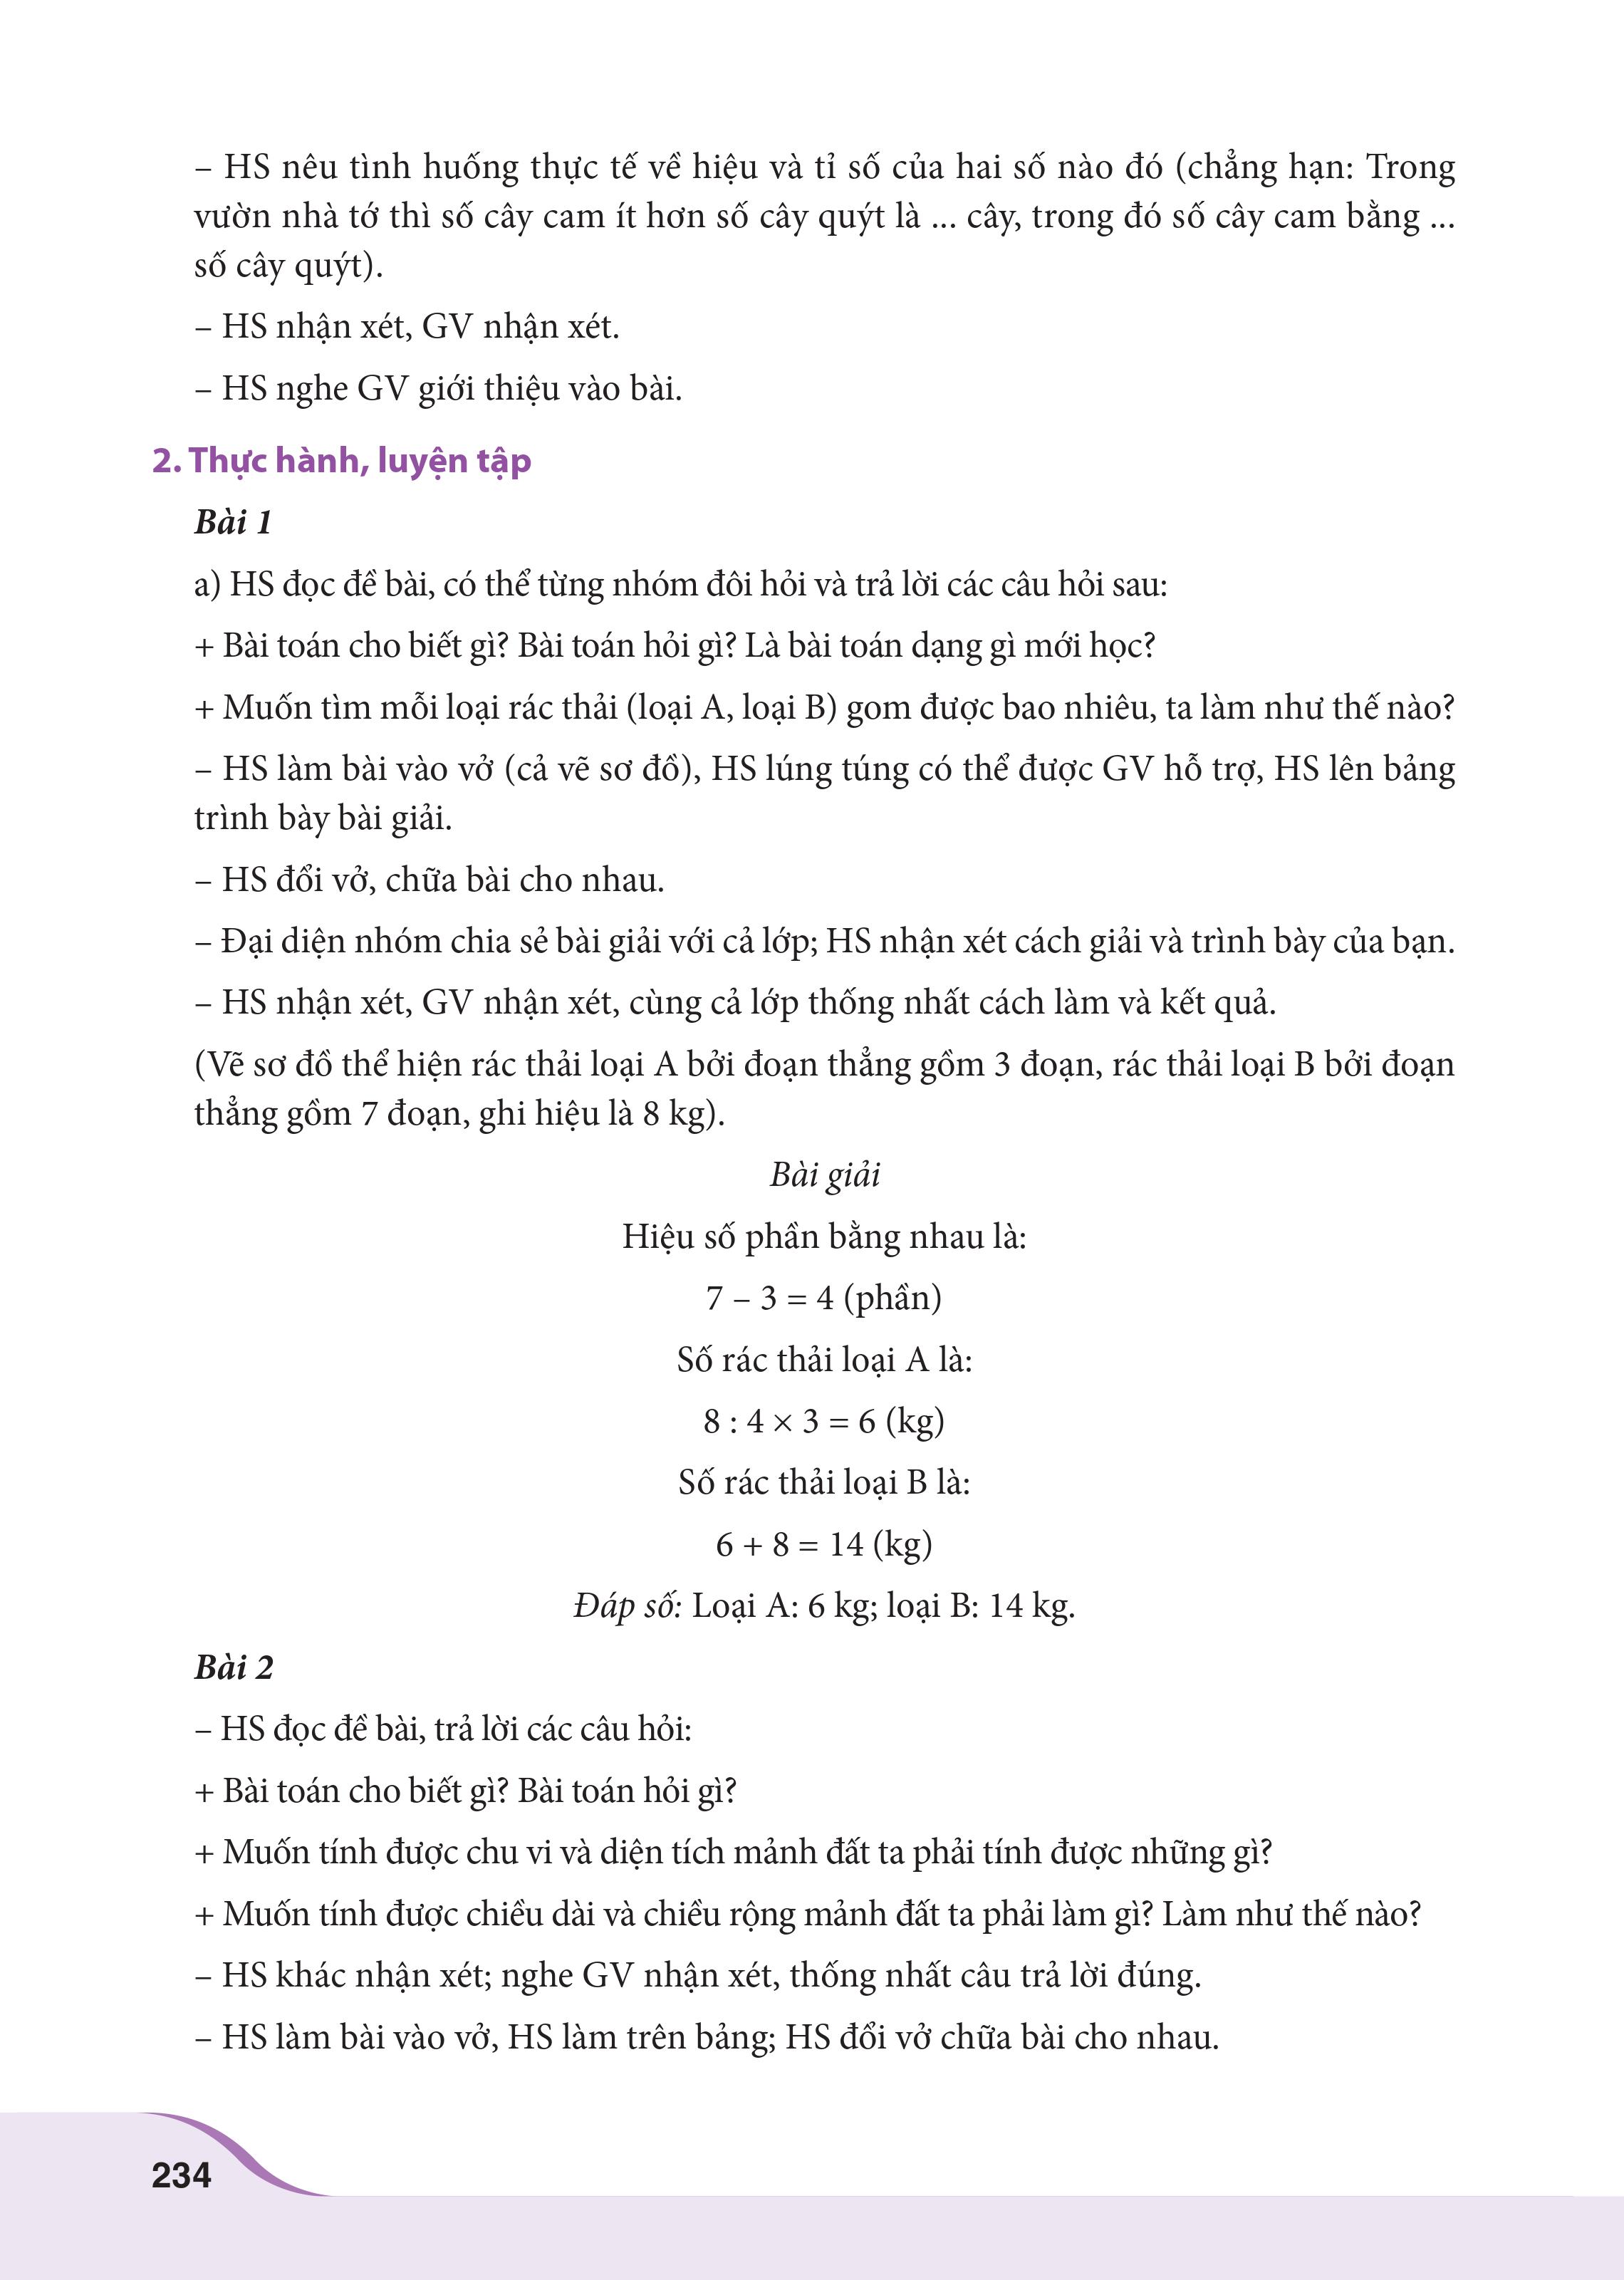 – HS nêu tình huống thực tế về hiệu và tỉ số của hai số nào đó (chẳng hạn: Trong
vườn nhà tớ thì số cây cam ít hơn số cây quýt là ... cây, trong đó số cây cam bằng ...
số cây quýt).
– HS nhận xét, GV nhận xét.
– HS nghe GV giới thiệu vào bài.
2. Thực hành, luyện tập
Bài 1
a) HS đọc đề bài, có thể từng nhóm đôi hỏi và trả lời các câu hỏi sau:
+ Bài toán cho biết gì? Bài toán hỏi gì? Là bài toán dạng gì mới học?
+ Muốn tìm mỗi loại rác thải (loại A, loại B) gom được bao nhiêu, ta làm như thế nào?
– HS làm bài vào vở (cả vẽ sơ đồ), HS lúng túng có thể được GV hỗ trợ, HS lên bảng
trình bày bài giải.
– HS đổi vở, chữa bài cho nhau.
– Đại diện nhóm chia sẻ bài giải với cả lớp; HS nhận xét cách giải và trình bày của bạn.
– HS nhận xét, GV nhận xét, cùng cả lớp thống nhất cách làm và kết quả.
(Vẽ sơ đồ thể hiện rác thải loại A bởi đoạn thẳng gồm 3 đoạn, rác thải loại B bởi đoạn
thẳng gồm 7 đoạn, ghi hiệu là 8 kg).
Bài giải
Hiệu số phần bằng nhau là:
7 – 3 = 4 (phần)
Số rác thải loại A là:
8 : 4 × 3 = 6 (kg)
Số rác thải loại B là:
6 + 8 = 14 (kg)
Đáp số: Loại A: 6 kg; loại B: 14 kg.
Bài 2
– HS đọc đề bài, trả lời các câu hỏi:
+ Bài toán cho biết gì? Bài toán hỏi gì?
+ Muốn tính được chu vi và diện tích mảnh đất ta phải tính được những gì?
+ Muốn tính được chiều dài và chiều rộng mảnh đất ta phải làm gì? Làm như thế nào?
– HS khác nhận xét; nghe GV nhận xét, thống nhất câu trả lời đúng.
– HS làm bài vào vở, HS làm trên bảng; HS đổi vở chữa bài cho nhau.
234